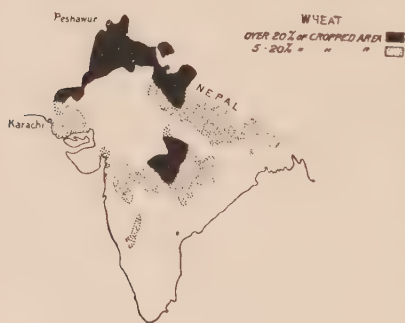 WHEAT
OVER 20% OF CROPPED AREA
5-20% " " "
Peshawur
NEPAL
Karachi